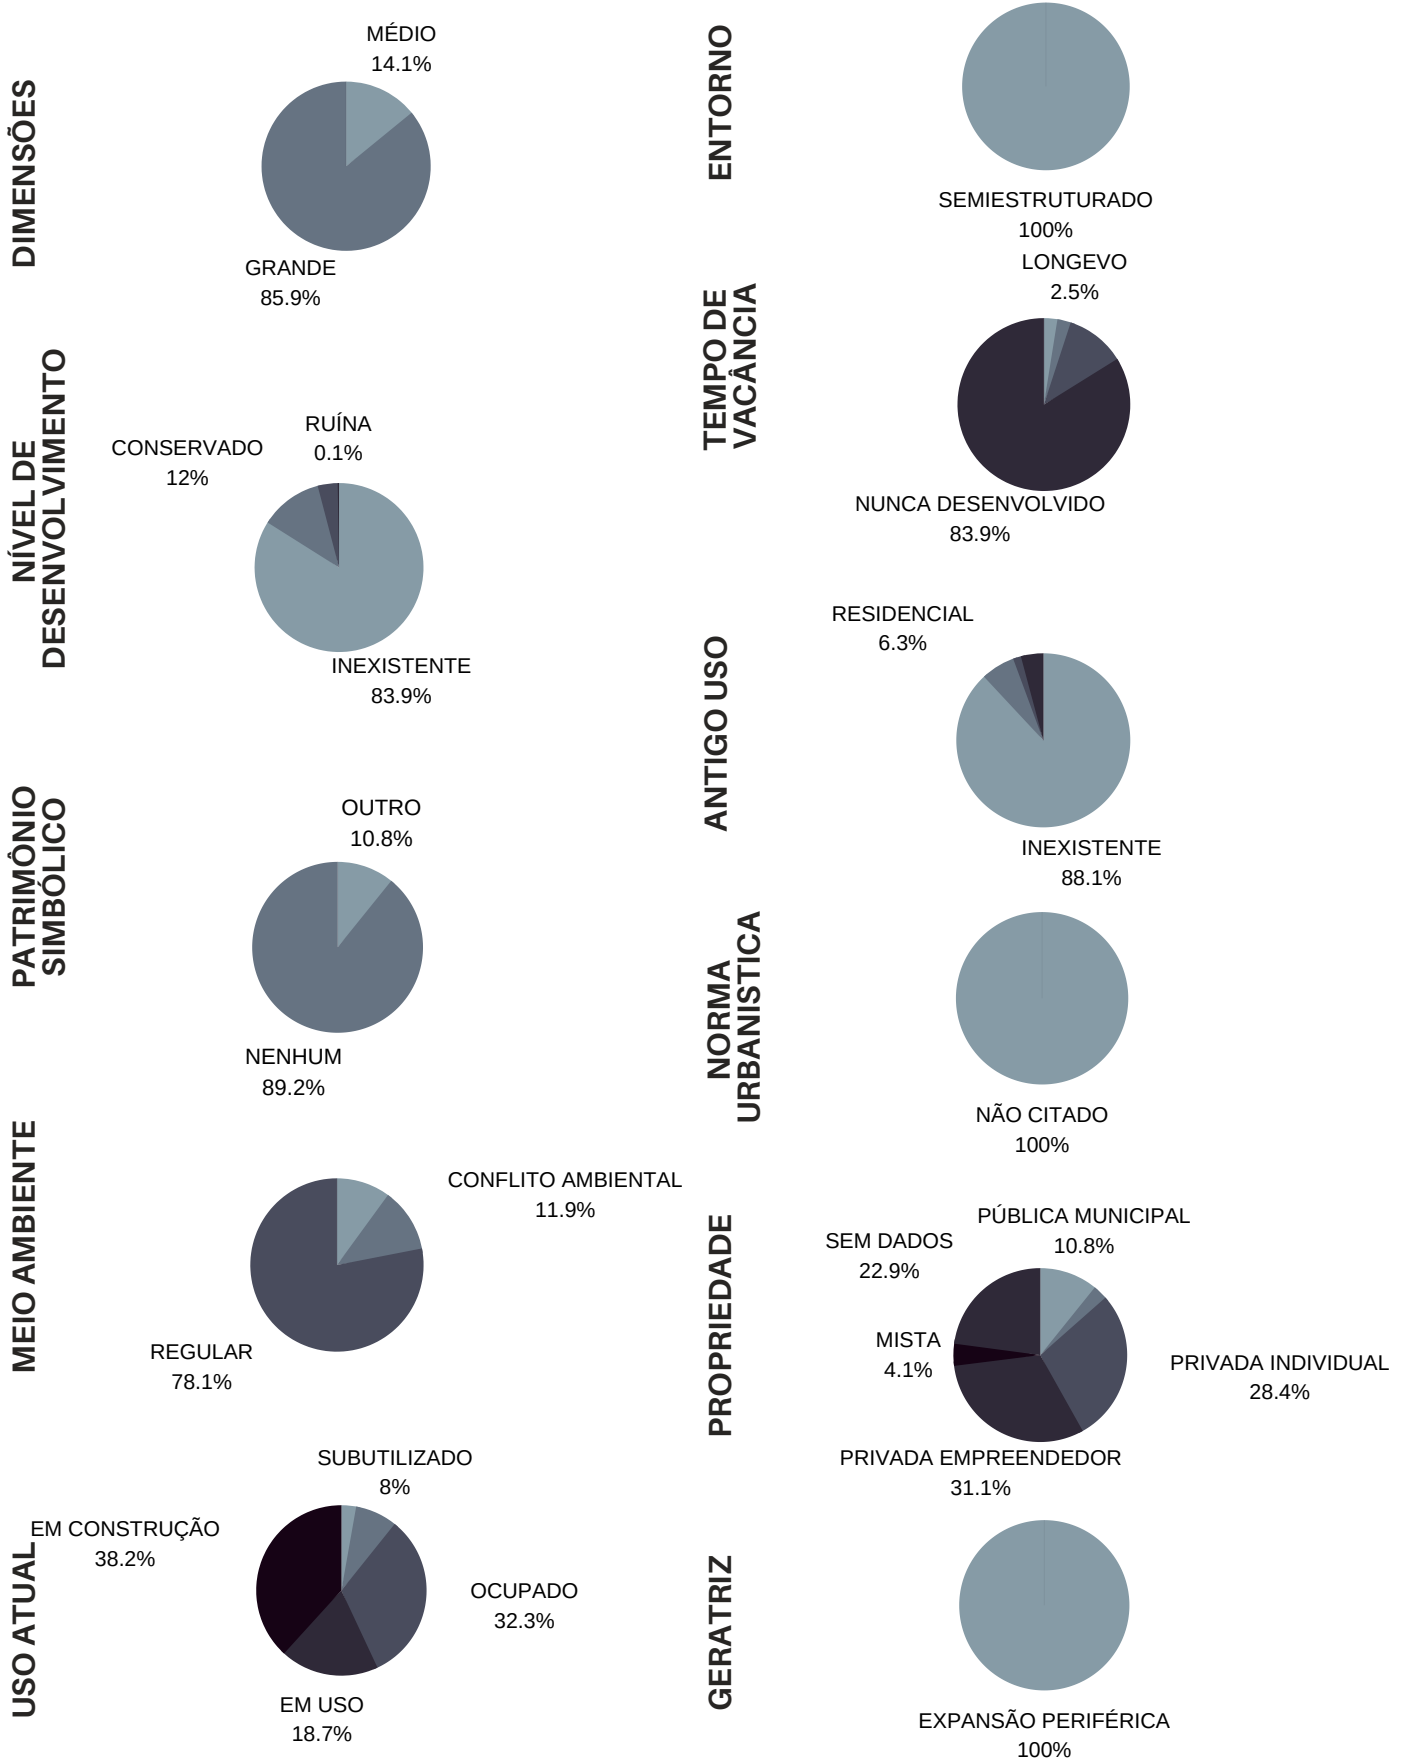 DIMENSÕES
MÉDIO
14.1%
GRANDE
85.9%
NÍVEL DE
DESENVOLVIMENTO
CONSERVADO
12%
RUÍNA
0.1%
INEXISTENTE
83.9%
PATRIMÔNIO
SIMBÓLICO
OUTRO
10.8%
NENHUM
89.2%
MEIO AMBIENTE
CONFLITO AMBIENTAL
11.9%
REGULAR
78.1%
USO ATUAL
SUBUTILIZADO
8%
EM CONSTRUÇÃO
38.2%
OCUPADO
32.3%
EM USO
18.7%
ENTORNO
SEMIESTRUTURADO
100%
TEMPO DE
VACÂNCIA
LONGEVO
2.5%
NUNCA DESENVOLVIDO
83.9%
ANTIGO USO
RESIDENCIAL
6.3%
INEXISTENTE
88.1%
NORMA
URBANISTICA
NÃO CITADO
100%
PROPRIEDADE
PÚBLICA MUNICIPAL
10.8%
SEM DADOS
22.9%
MISTA
4.1%
PRIVADA INDIVIDUAL
28.4%
PRIVADA EMPREENDEDOR
31.1%
GERATRIZ
EXPANSÃO PERIFÉRICA
100%